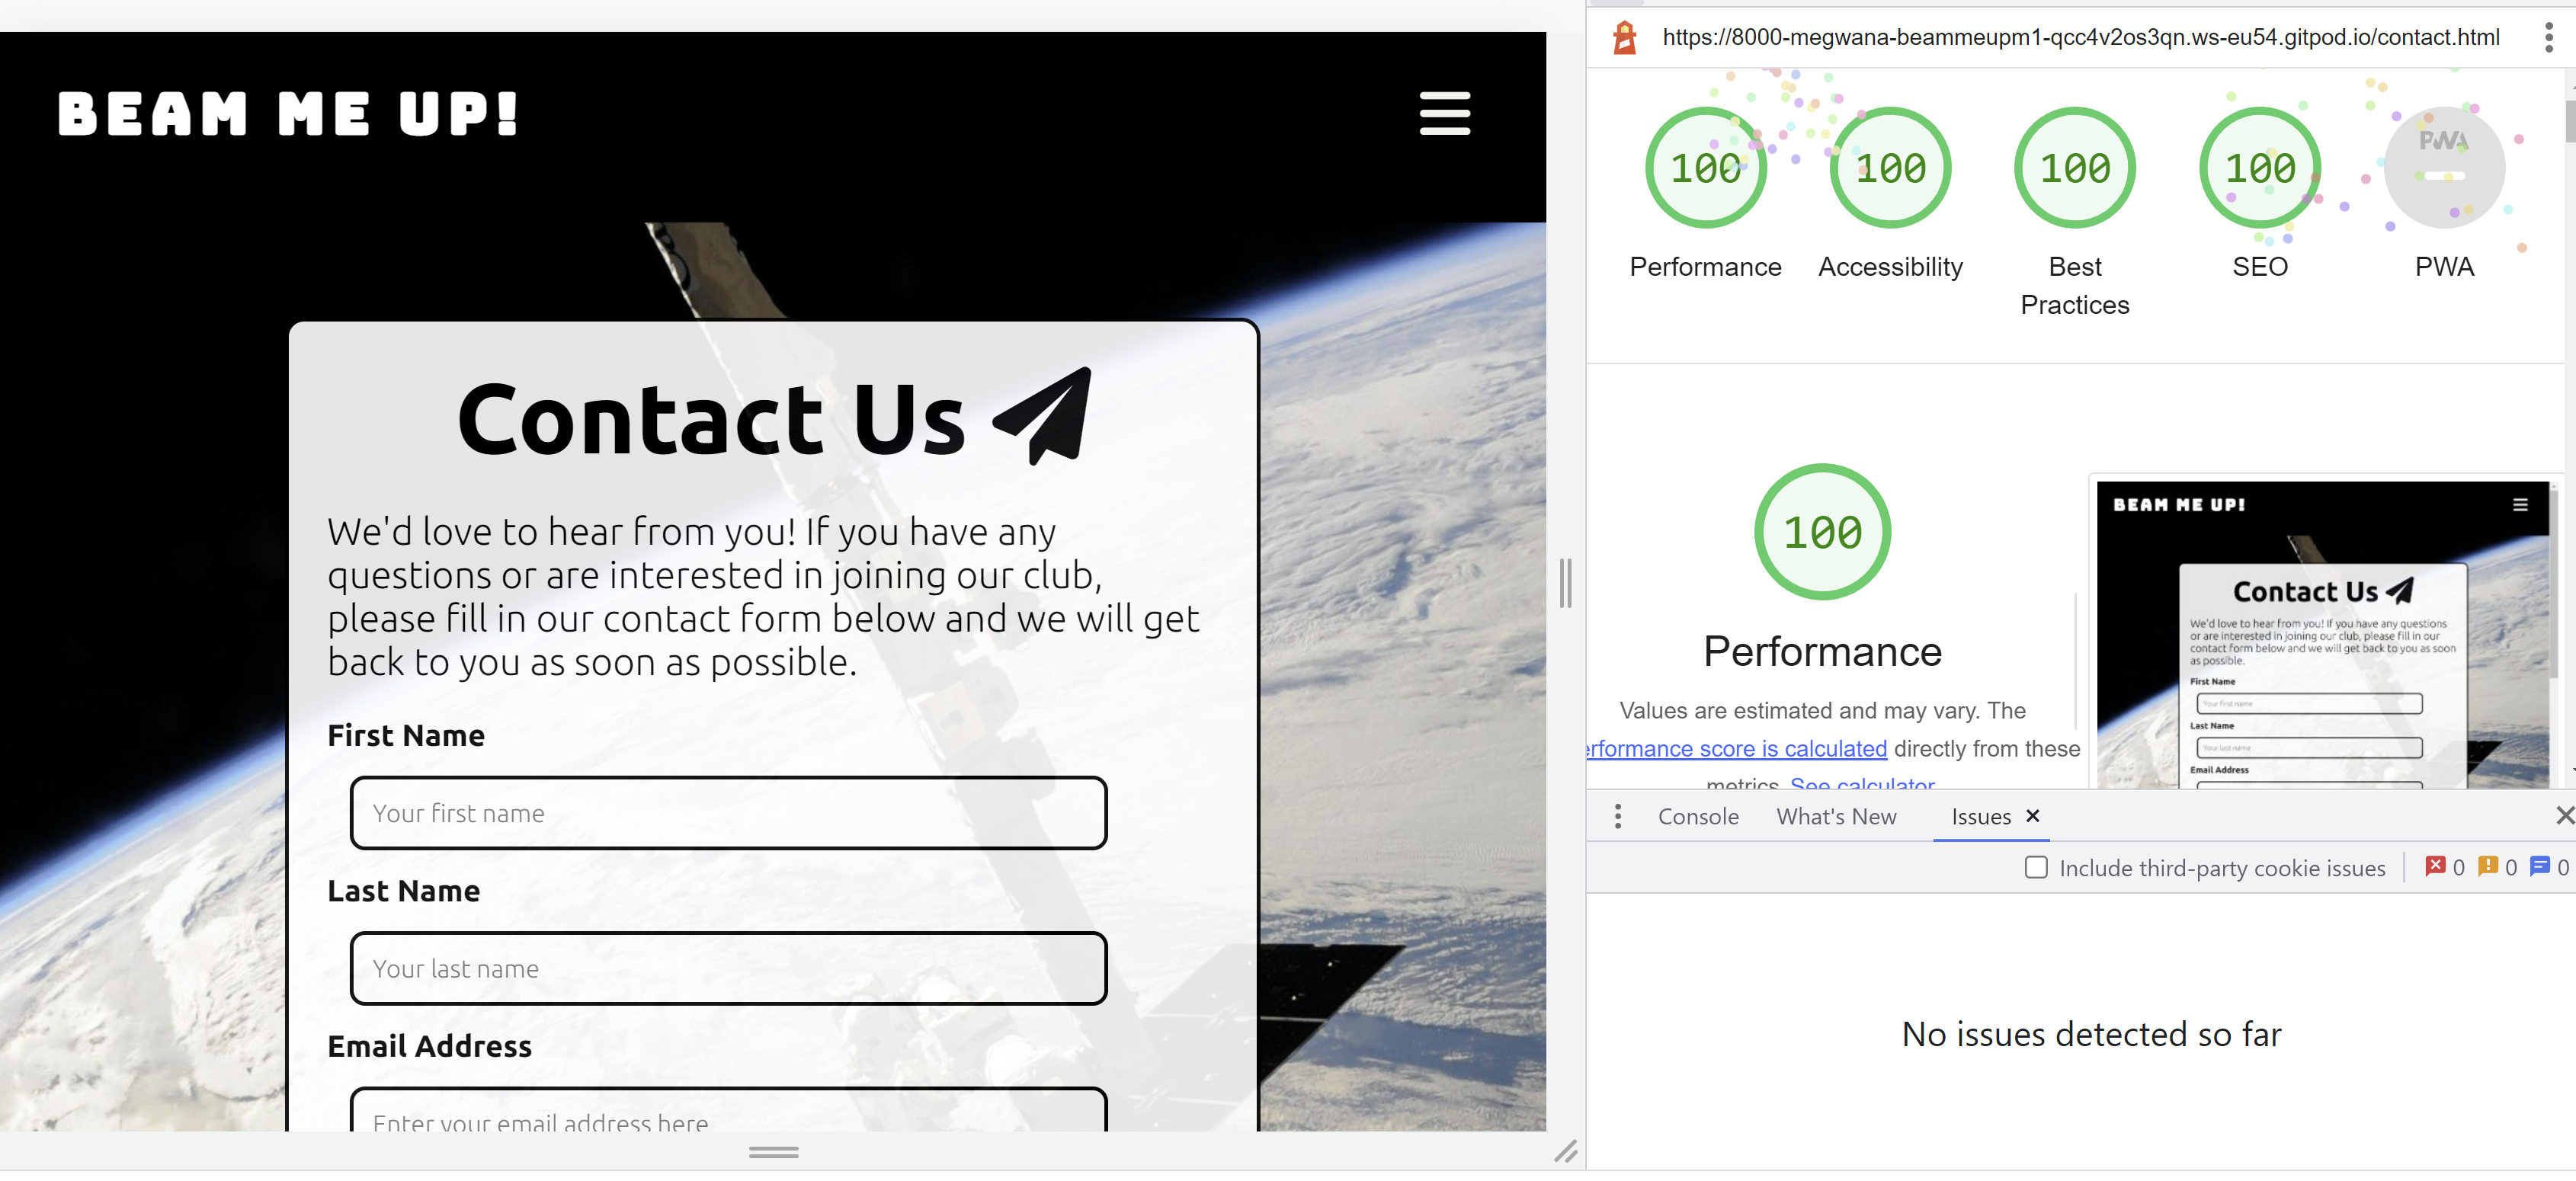 BEAM ME UP!
Contact Us
We'd love to hear from you! If you have any
questions or are interested in joining our club,
please fill in our contact form below and we will get
back to you as soon as possible.
First Name
Your first name
Last Name
Your last name
Email Address
Enter your email address here
https://8000-megwana-beammeupm1-qcc4v2os3qn.ws-eu54.gitpod.io/contact.html
100
100
100
100
PWA
Performance
Accessibility
Best
Practices
SEO
PWA
100
Performance
Values are estimated and may vary. The
erformance score is calculated directly from these
metrics. See calculator.
BEAM ME UP!
Contact Us
We'd love to hear from you! If you have any questions
or are interested in joining our club, please fill in our
contact form below and we will get back to you as soon
as possible.
First Name
Your first name
Last Name
Your last name
Email Address
Console
What's New
Issues
Include third-party cookie issues
0
0
0
No issues detected so far